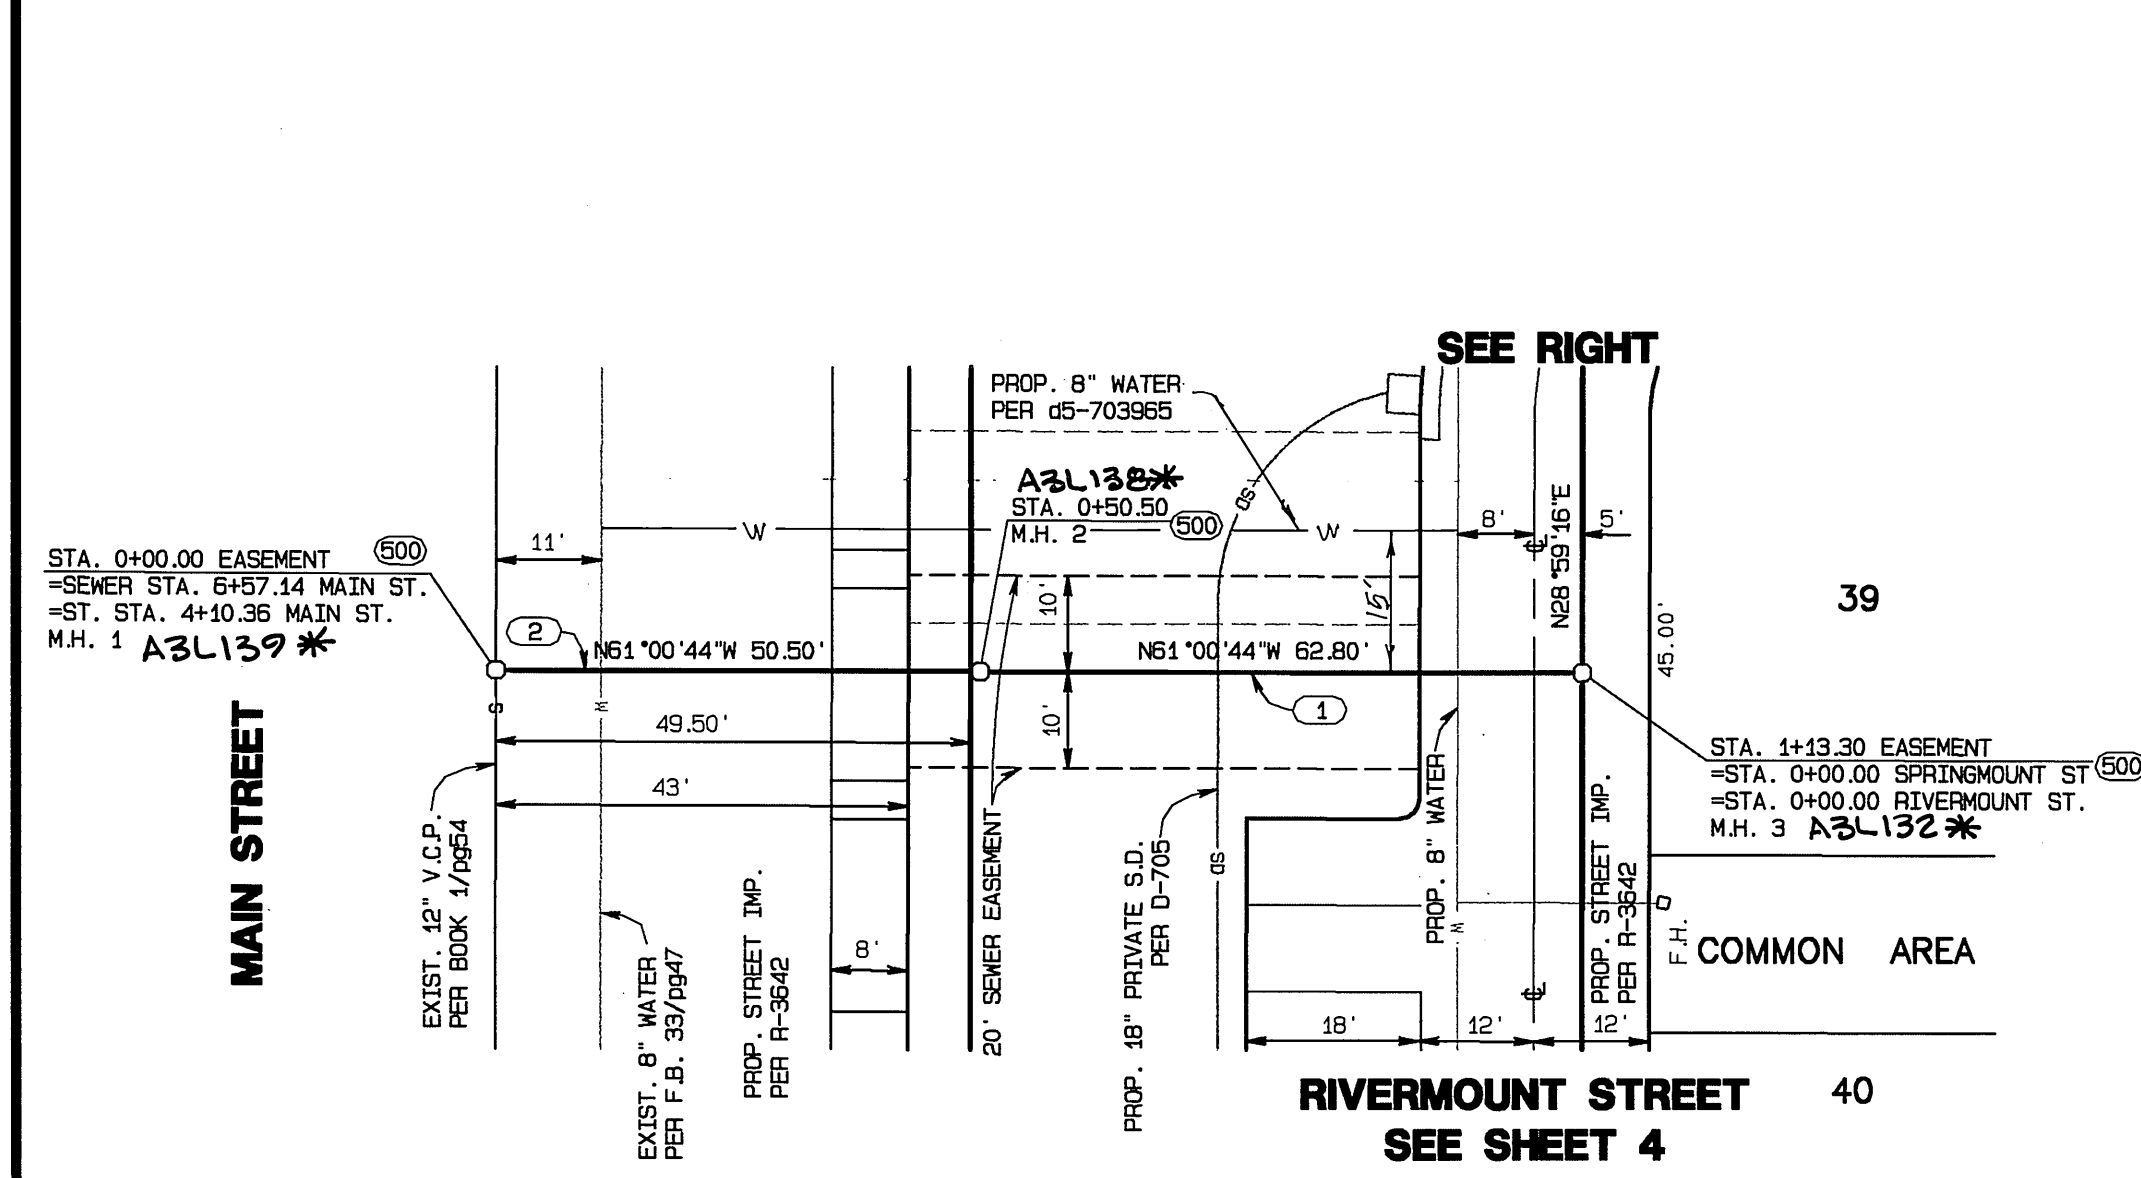 SEE RIGHT
PROP. 8" WATER
PER d5-703965
A3L138*
STA. 0+50.50
M.H. 2
500
STA. 0+00.00 EASEMENT
500
=SEWER STA. 6+57.14 MAIN ST.
=ST. STA. 4+10.36 MAIN ST.
M.H. 1 A3L139*
11'
W
W
SD
8'
5'
℄
N28°59'16"E
15'
10'
10'
2
N61°00'44"W 50.50'
N61°00'44"W 62.80'
1
39
45.00'
S
W
49.50'
43'
MAIN STREET
EXIST. 12" V.C.P.
PER BOOK 1/pg54
EXIST. 8" WATER
PER F.B. 33/pg47
PROP. STREET IMP.
PER R-3642
8'
20' SEWER EASEMENT
PROP. 18" PRIVATE S.D.
PER D-705
SD
PROP. 8" WATER
W
℄
PROP. STREET IMP.
PER R-3642
F.H.
STA. 1+13.30 EASEMENT
=STA. 0+00.00 SPRINGMOUNT ST
500
=STA. 0+00.00 RIVERMOUNT ST.
M.H. 3 A3L132*
COMMON AREA
18'
12'
12'
RIVERMOUNT STREET
40
SEE SHEET 4